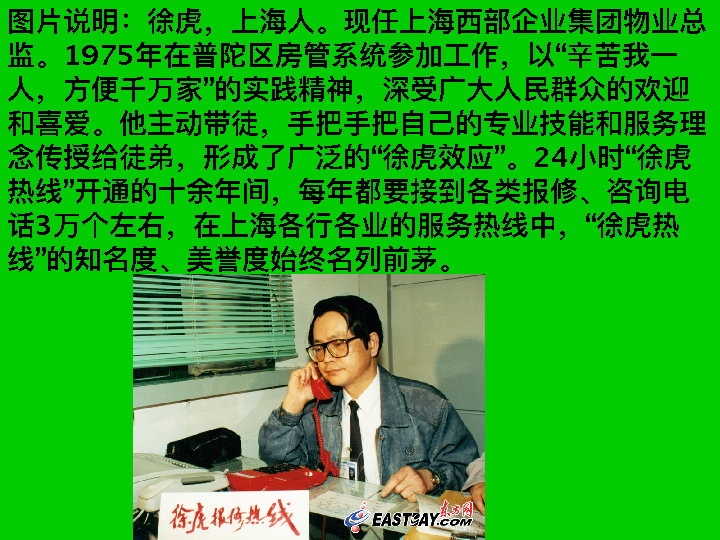 图片说明：徐虎，上海人。现任上海西部企业集团物业总
监。1975年在普陀区房管系统参加工作，以“辛苦我一
人，方便千万家”的实践精神，深受广大人民群众的欢迎
和喜爱。他主动带徒，手把手把自己的专业技能和服务理
念传授给徒弟，形成了广泛的“徐虎效应”。24小时“徐虎
热线”开通的十余年间，每年都要接到各类报修、咨询电
话3万个左右，在上海各行各业的服务热线中，“徐虎热
线”的知名度、美誉度始终名列前茅。
徐虎报修热线
EASTDAY.COM 东方网